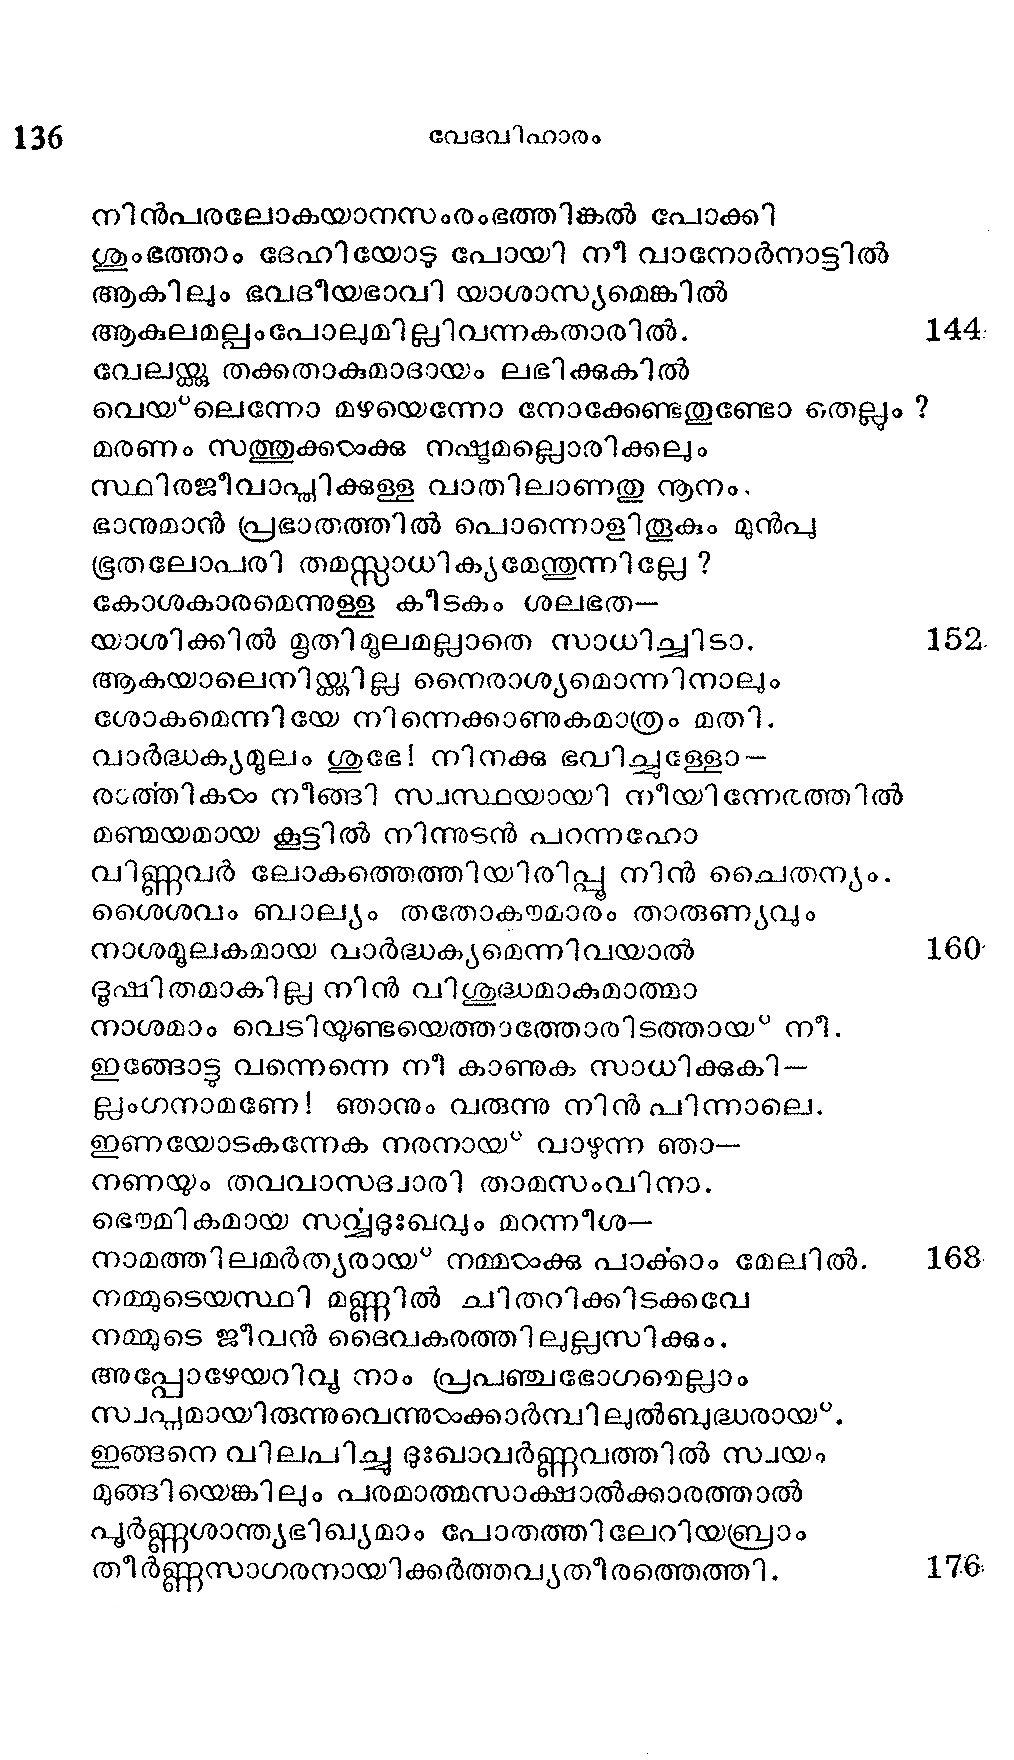 136
വേദവിഹാരം
നിൻപരലോകയാനസംരംഭത്തിങ്കൽ പോക്കി
ശുംഭത്താം ദേഹിയോടു പോയി നീ വാനോർനാട്ടിൽ
ആകിലും ഭവദീയഭാവി യാശാസ്യമെങ്കിൽ
ആകുലമല്പംപോലുമില്ലിവന്നകതാരിൽ. 144
വേലയ്ക്കു തക്കതാകുമാദായം ലഭിക്കുകിൽ
വെയ്‌ലെന്നോ മഴയെന്നോ നോക്കേണ്ടതുണ്ടോ തെല്ലും ?
മരണം സത്തുക്കൾക്കു നഷ്ടമല്ലൊരിക്കലും
സ്ഥിരജീവാപ്തിക്കുള്ള വാതിലാണതു നൂനം.
ഭാനുമാൻ പ്രഭാതത്തിൽ പൊന്നൊളിതൂകും മുൻപു
ഭൂതലോപരി തമസ്സാധിക്യമേന്തുന്നില്ലേ ?
കോശകാരമെന്നുള്ള കീടകം ശലഭത—
യാശിക്കിൽ മൃതിമൂലമല്ലാതെ സാധിച്ചിടാ. 152
ആകയാലെനിയ്ക്കില്ല നൈരാശ്യമൊന്നിനാലും
ശോകമെന്നിയേ നിന്നെക്കാണുകമാത്രം മതി.
വാർദ്ധക്യമൂലം ശുഭേ! നിനക്കു ഭവിച്ചുള്ളോ—
രാർത്തികൾ നീങ്ങി സ്വസ്ഥയായി നീയിന്നേരത്തിൽ
മണ്മയമായ കൂട്ടിൽ നിന്നുടൻ പറന്നഹോ
വിണ്ണവർ ലോകത്തെത്തിയിരിപ്പൂ നിൻ ചൈതന്യം.
ശൈശവം ബാല്യം തതോകൗമാരം താരുണ്യവും
നാശമൂലകമായ വാർദ്ധക്യമെന്നിവയാൽ 160
ദൂഷിതമാകില്ല നിൻ വിശുദ്ധമാകുമാത്മാ
നാശമാം വെടിയുണ്ടയെത്താത്തോരിടത്തായ് നീ.
ഇങ്ങോട്ടു വന്നെന്നെ നീ കാണുക സാധിക്കുകി—
ല്ലംഗനാമണേ! ഞാനും വരുന്നു നിൻ പിന്നാലെ.
ഇണയോടകന്നേക നരനായ് വാഴുന്ന ഞാ—
നണയും തവവാസദ്വാരി താമസംവിനാ.
ഭൌമികമായ സർവ്വദുഃഖവും മറന്നീശ—
നാമത്തിലമർത്യരായ് നമ്മൾക്കു പാർക്കാം മേലിൽ. 168
നമ്മുടെയസ്ഥി മണ്ണിൽ ചിതറിക്കിടക്കവേ
നമ്മുടെ ജീവൻ ദൈവകരത്തിലുല്ലസിക്കും.
അപ്പോഴേയറിവൂ നാം പ്രപഞ്ചഭോഗമെല്ലാം
സ്വപ്നമായിരുന്നുവെന്നുൾക്കാർമ്പിലുൽബുദ്ധരായ്.
ഇങ്ങനെ വിലപിച്ചു ദുഃഖാവർണ്ണവത്തിൽ സ്വയം
മുങ്ങിയെങ്കിലും പരമാത്മസാക്ഷാൽക്കാരത്താൽ
പൂർണ്ണശാന്ത്യഭിഖ്യമാം പോതത്തിലേറിയബ്രാം
തീർണ്ണസാഗരനായിക്കർത്തവ്യതീരത്തെത്തി. 176